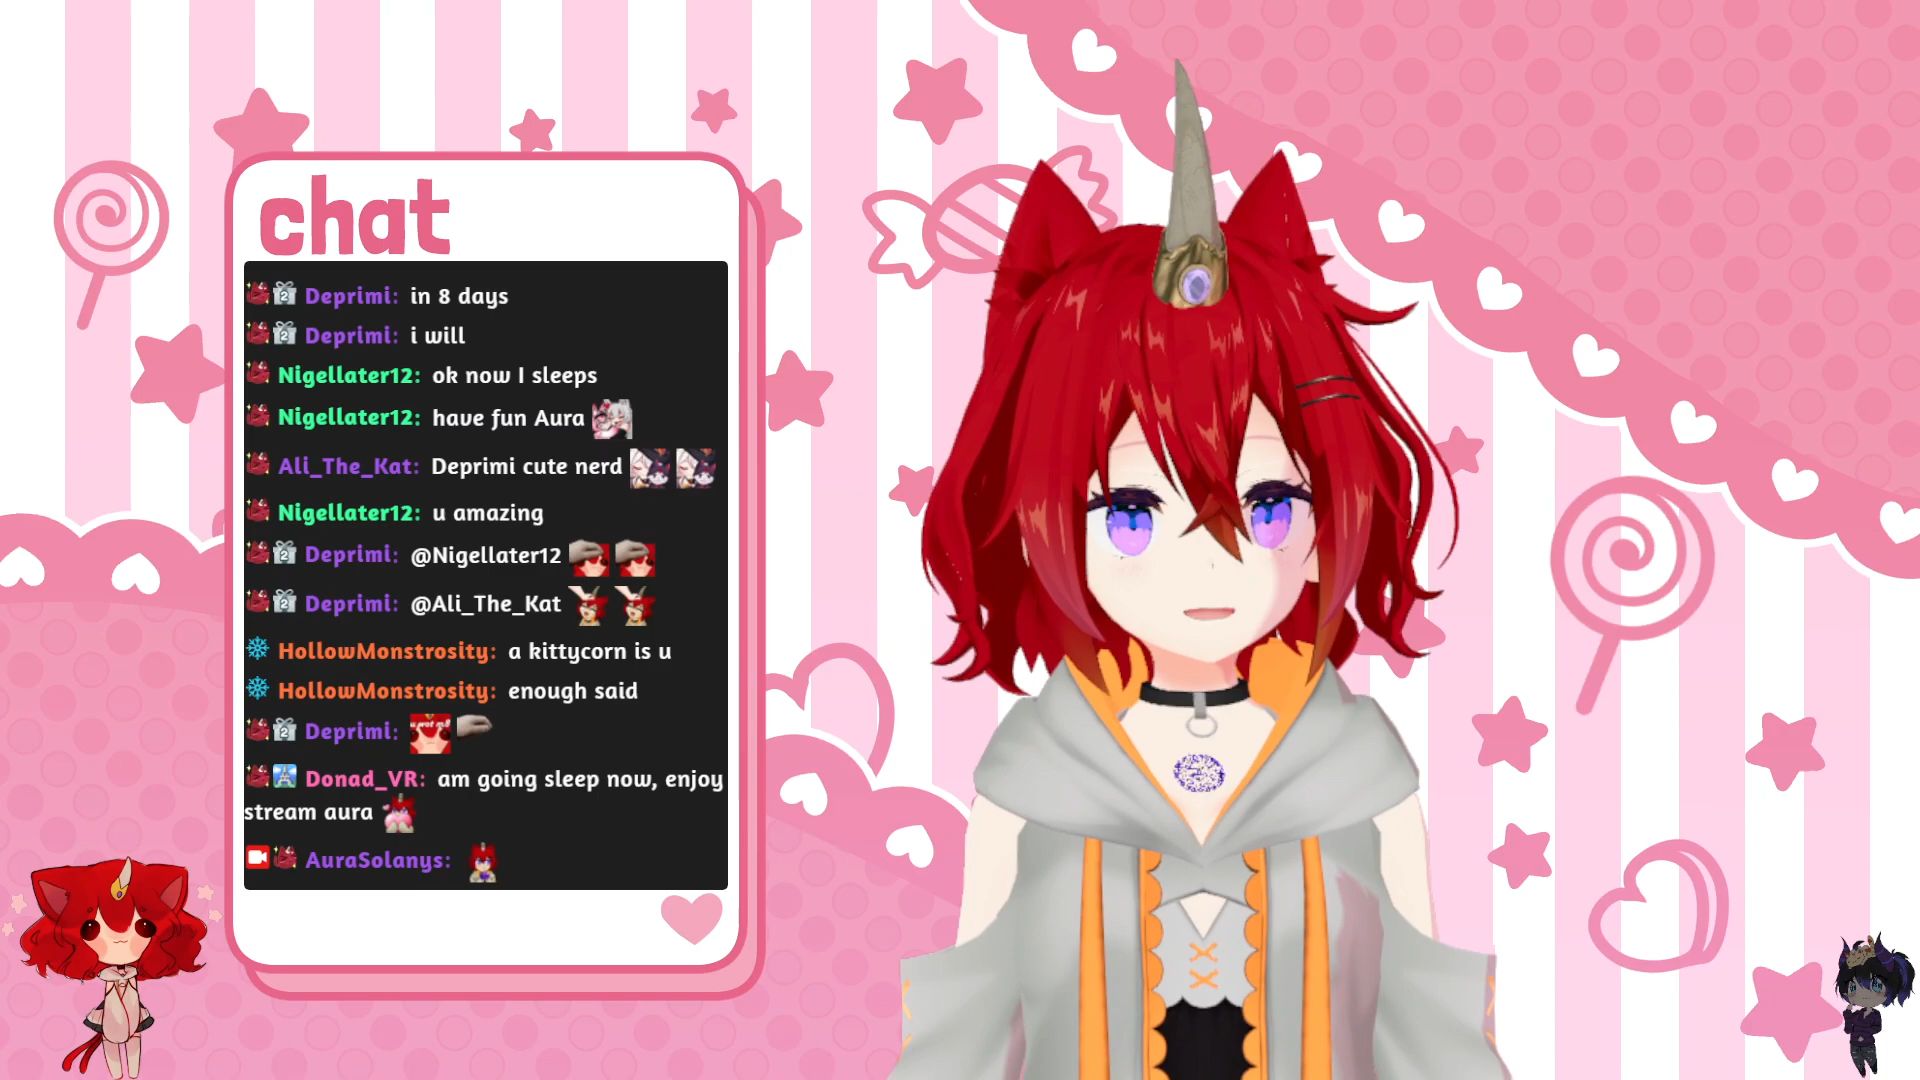 chat
Deprimi: in 8 days
Deprimi: i will
Nigellater12: ok now I sleeps
Nigellater12: have fun Aura
Ali_The_Kat: Deprimi cute nerd
Nigellater12: u amazing
Deprimi: @Nigellater12
Deprimi: @Ali_The_Kat
HollowMonstrosity: a kittycorn is u
HollowMonstrosity: enough said
Deprimi:
Donad_VR: am going sleep now, enjoy
stream aura
AuraSolanys: